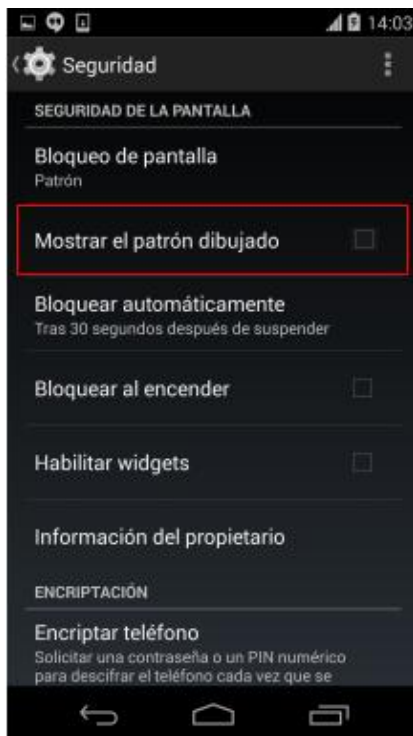 14:03
Seguridad
SEGURIDAD DE LA PANTALLA
Bloqueo de pantalla
Patrón
Mostrar el patrón dibujado
Bloquear automáticamente
Tras 30 segundos después de suspender
Bloquear al encender
Habilitar widgets
Información del propietario
ENCRIPTACIÓN
Encriptar teléfono
Solicitar una contraseña o un PIN numérico
para descifrar el teléfono cada vez que se